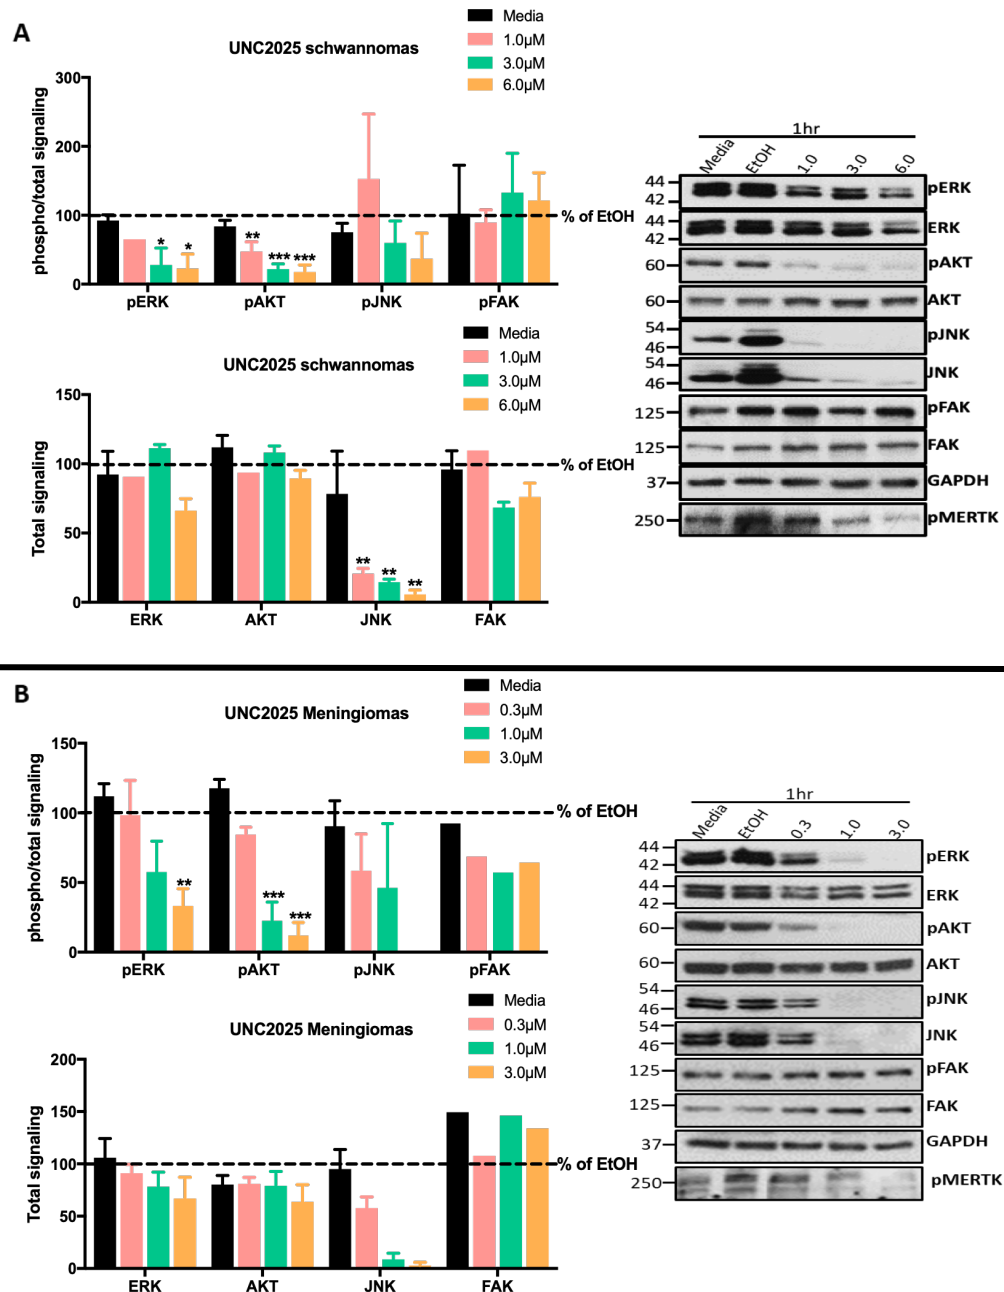 A
UNC2025 schwannomas
Media
1.0µM
3.0µM
6.0µM
phospho/total signaling
300
200
100
0
% of EtOH
* * ** *** ***
pERK pAKT pJNK pFAK
UNC2025 schwannomas
Media
1.0µM
3.0µM
6.0µM
Total signaling
150
100
50
0
% of EtOH
** ** **
ERK AKT JNK FAK
1hr
Media EtOH 1.0 3.0 6.0
44
42
pERK
44
42
ERK
60 pAKT
60 AKT
54
46
pJNK
54
46
JNK
125 pFAK
125 FAK
37 GAPDH
250 pMERTK
B
UNC2025 Meningiomas
Media
0.3µM
1.0µM
3.0µM
phospho/total signaling
150
100
50
0
% of EtOH
** *** ***
pERK pAKT pJNK pFAK
UNC2025 Meningiomas
Media
0.3µM
1.0µM
3.0µM
Total signaling
200
150
100
50
0
% of EtOH
ERK AKT JNK FAK
1hr
Media EtOH 0.3 1.0 3.0
44
42
pERK
44
42
ERK
60 pAKT
60 AKT
54
46
pJNK
54
46
JNK
125 pFAK
125 FAK
37 GAPDH
250 pMERTK